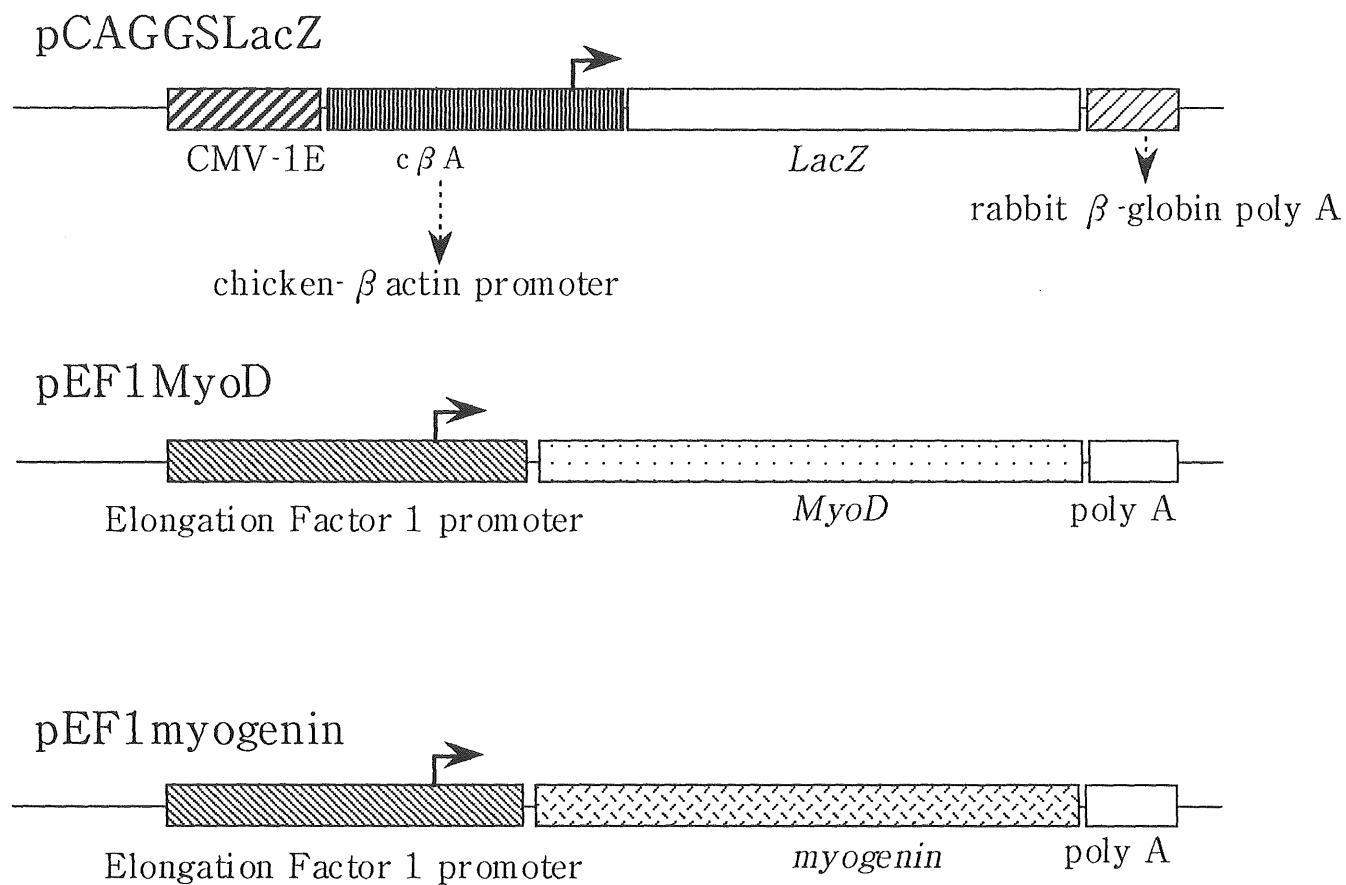 pCAGGSLacZ
CMV-1E cβA LacZ
rabbit β-globin poly A
chicken-βactin promoter
pEF1MyoD
Elongation Factor 1 promoter MyoD poly A
pEF1myogenin
Elongation Factor 1 promoter myogenin poly A